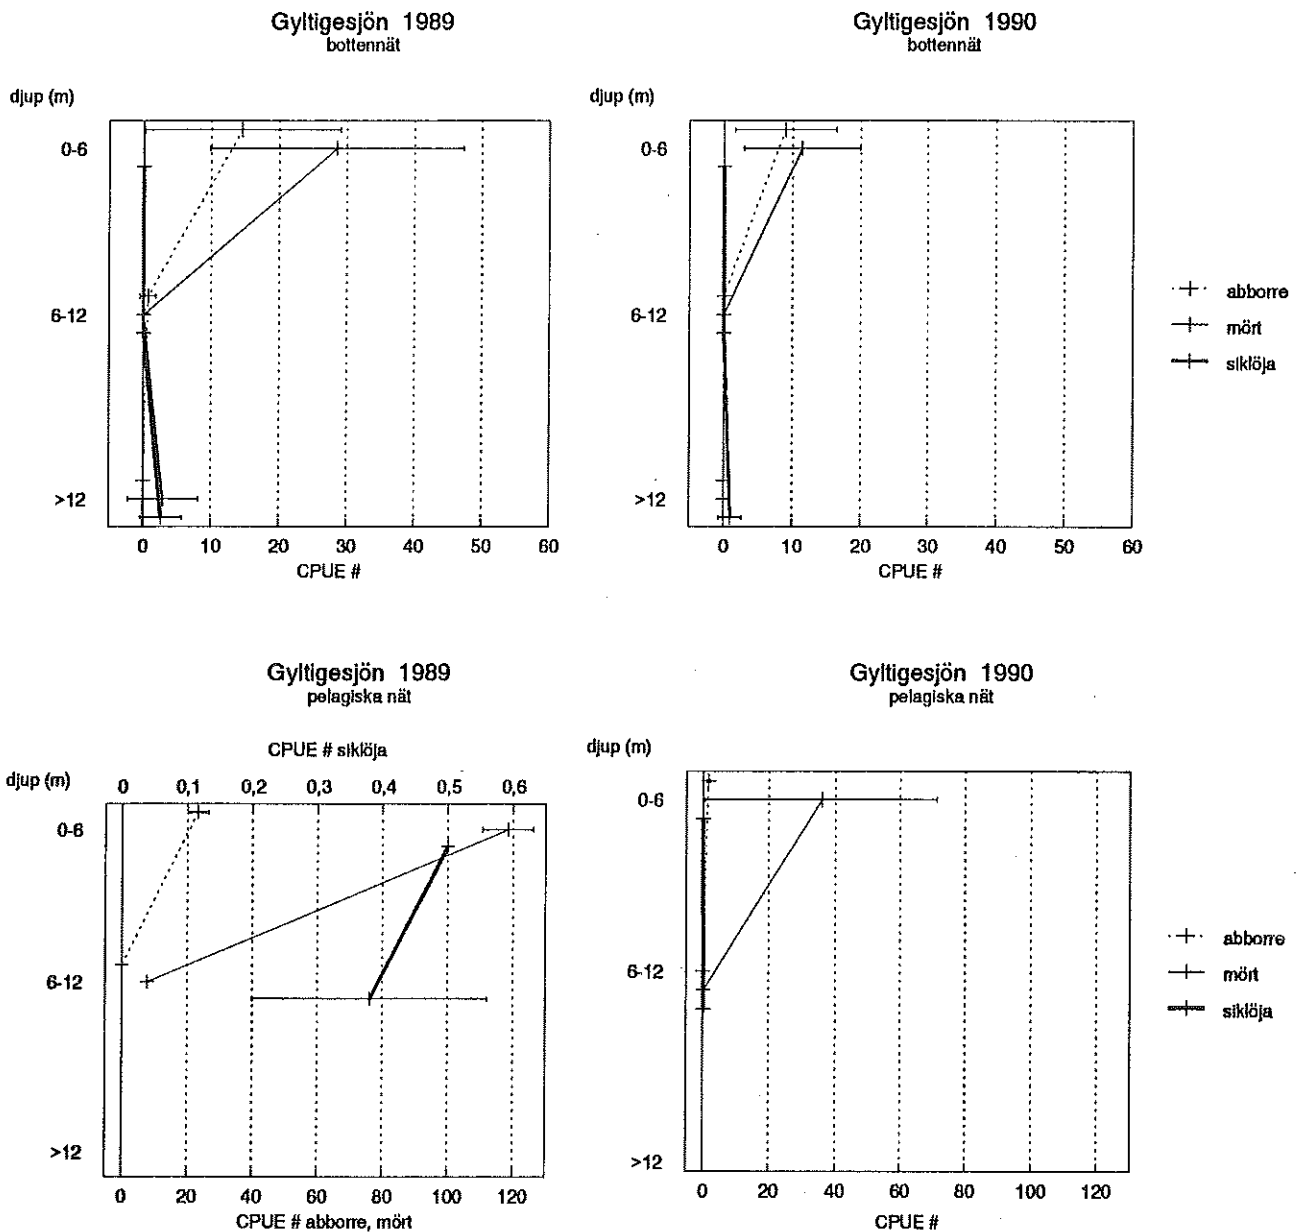 Gyltigesjön 1989
bottennät
djup (m)
0-6
6-12
>12
0 10 20 30 40 50 60
CPUE #
Gyltigesjön 1990
bottennät
djup (m)
0-6
6-12
>12
0 10 20 30 40 50 60
CPUE #
abborre
mört
siklöja
Gyltigesjön 1989
pelagiska nät
CPUE # siklöja
djup (m)
0 0,1 0,2 0,3 0,4 0,5 0,6
0-6
6-12
>12
0 20 40 60 80 100 120
CPUE # abborre, mört
Gyltigesjön 1990
pelagiska nät
djup (m)
0-6
6-12
>12
0 20 40 60 80 100 120
CPUE #
abborre
mört
siklöja